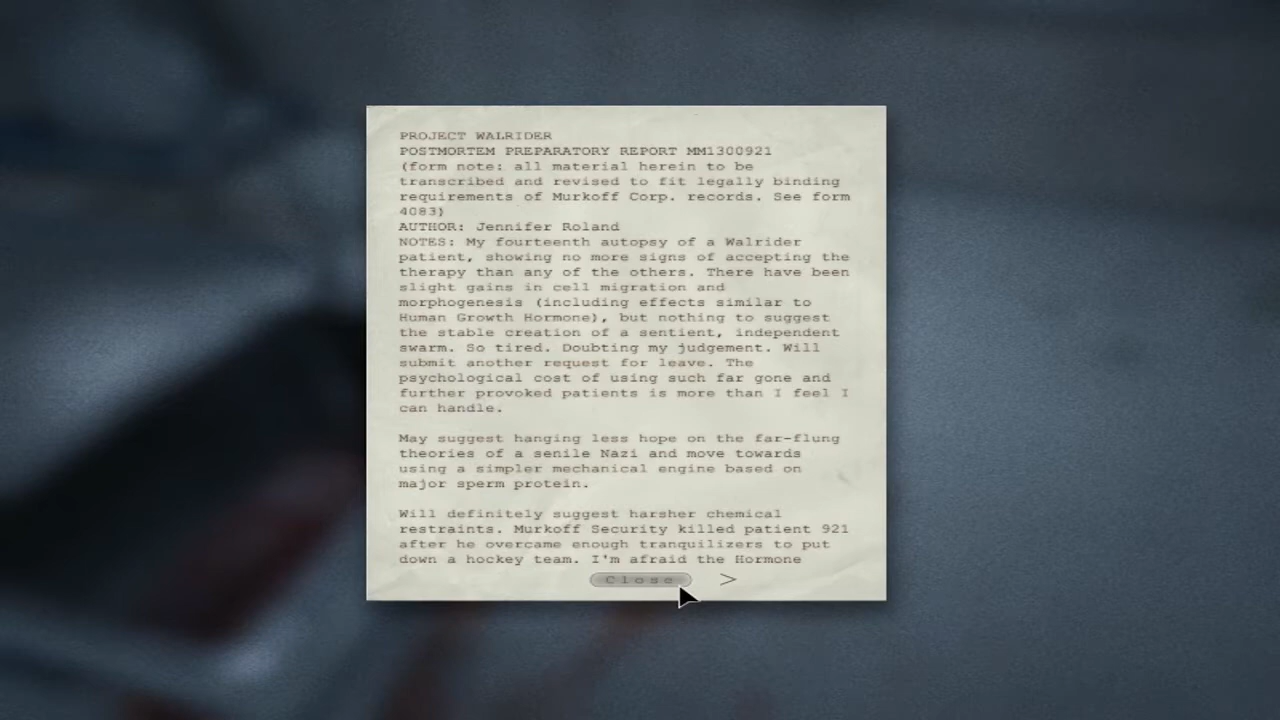 PROJECT WALRIDER
POSTMORTEM PREPARATORY REPORT MM1300921
(form note: all material herein to be
transcribed and revised to fit legally binding
requirements of Murkoff Corp. records. See form
4083)
AUTHOR: Jennifer Roland
NOTES: My fourteenth autopsy of a Walrider
patient, showing no more signs of accepting the
therapy than any of the others. There have been
slight gains in cell migration and
morphogenesis (including effects similar to
Human Growth Hormone), but nothing to suggest
the stable creation of a sentient, independent
swarm. So tired. Doubting my judgement. Will
submit another request for leave. The
psychological cost of using such far gone and
further provoked patients is more than I feel I
can handle.
May suggest hanging less hope on the far-flung
theories of a senile Nazi and move towards
using a simpler mechanical engine based on
major sperm protein.
Will definitely suggest harsher chemical
restraints. Murkoff Security killed patient 921
after he overcame enough tranquilizers to put
down a hockey team. I'm afraid the Hormone
Close >